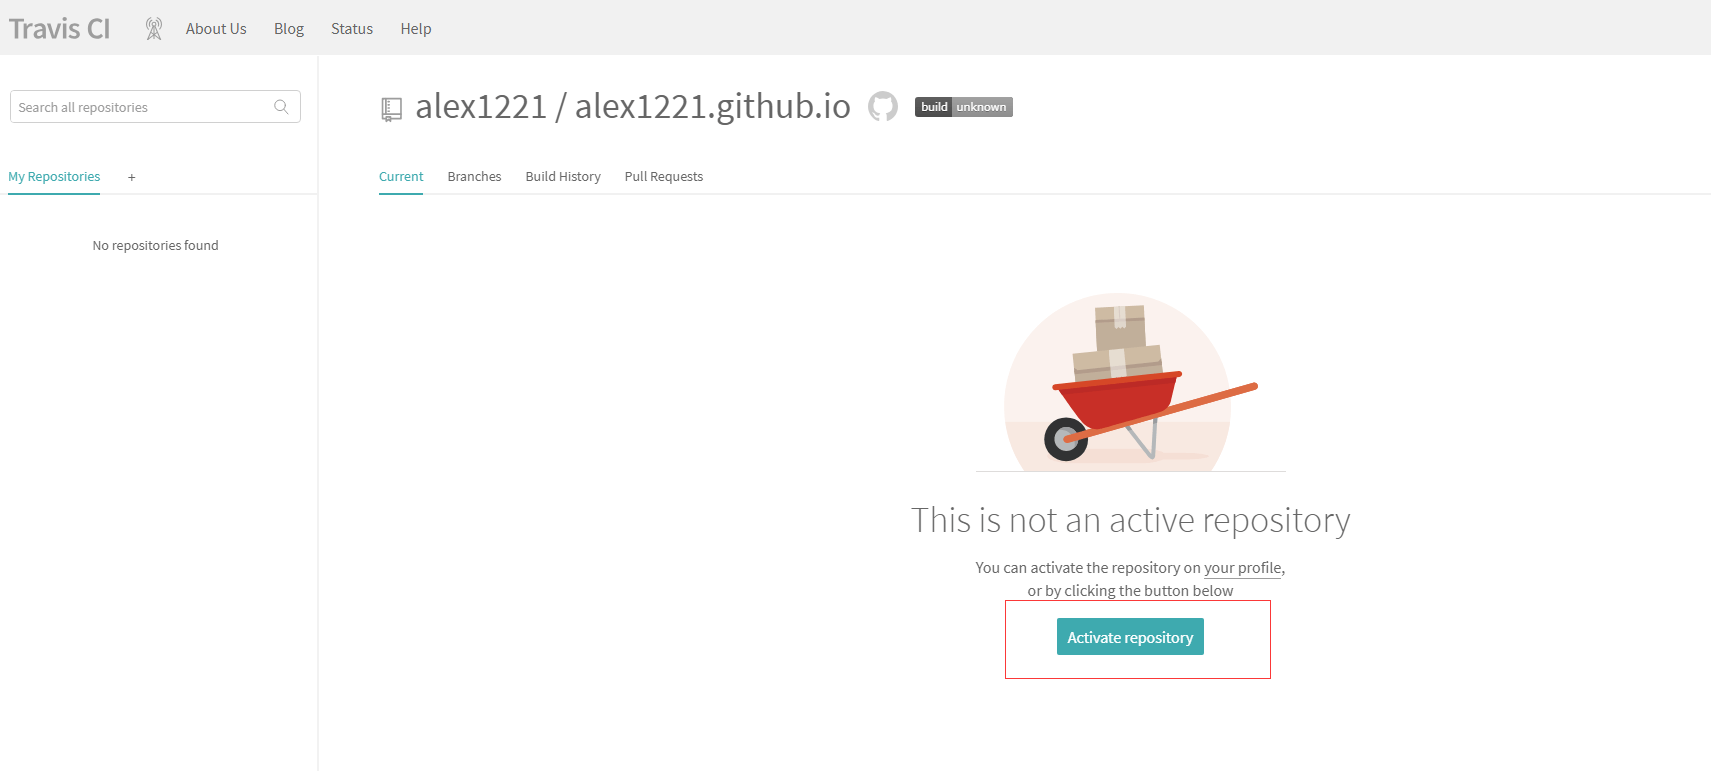 Travis CI
About Us
Blog
Status
Help
Search all repositories
alex1221 / alex1221.github.io
build unknown
My Repositories
+
Current
Branches
Build History
Pull Requests
No repositories found
This is not an active repository
You can activate the repository on your profile,
or by clicking the button below
Activate repository